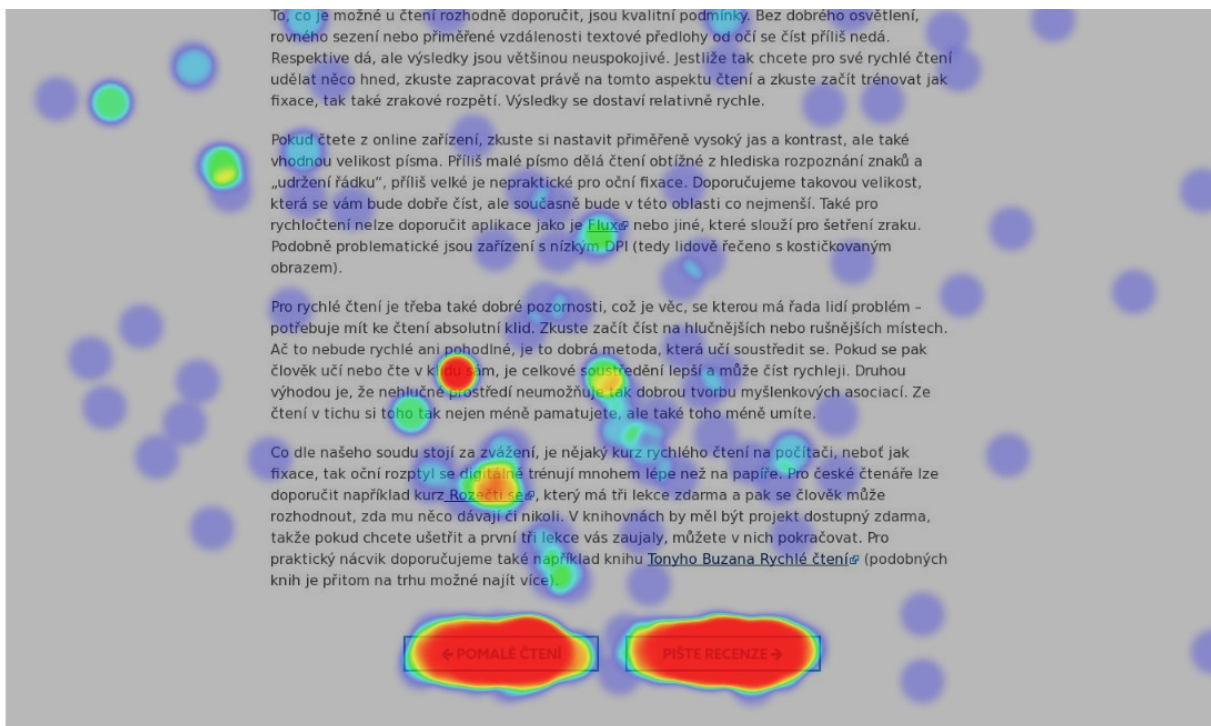 To, co je možné u čtení rozhodně doporučit, jsou kvalitní podmínky. Bez dobrého osvětlení,
rovného sezení nebo přiměřené vzdálenosti textové předlohy od očí se číst příliš nedá.
Respektive dá, ale výsledky jsou většinou neuspokojivé. Jestliže tak chcete pro své rychlé čtení
udělat něco hned, zkuste zapracovat právě na tomto aspektu čtení a zkuste začít trénovat jak
fixace, tak také zrakové rozpětí. Výsledky se dostaví relativně rychle.
Pokud čtete z online zařízení, zkuste si nastavit přiměřeně vysoký jas a kontrast, ale také
vhodnou velikost písma. Příliš malé písmo dělá čtení obtížné z hlediska rozpoznání znaků a
„udržení řádku“, příliš velké je nepraktické pro oční fixace. Doporučujeme takovou velikost,
která se vám bude dobře číst, ale současně bude v této oblasti co nejmenší. Také pro
rychločtení nelze doporučit aplikace jako je Flux nebo jiné, které slouží pro šetření zraku.
Podobně problematické jsou zařízení s nízkým DPI (tedy lidově řečeno s kostičkovaným
obrazem).
Pro rychlé čtení je třeba také dobré pozornosti, což je věc, se kterou má řada lidí problém –
potřebuje mít ke čtení absolutní klid. Zkuste začít číst na hlučnějších nebo rušnějších místech.
Ač to nebude rychlé ani pohodlné, je to dobrá metoda, která učí soustředit se. Pokud se pak
člověk učí nebo čte v klidu sám, je celkové soustředění lepší a může číst rychleji. Druhou
výhodou je, že nehlučné prostředí neumožňuje tak dobrou tvorbu myšlenkových asociací. Ze
čtení v tichu si toho tak nejen méně pamatujete, ale také toho méně umíte.
Co dle našeho soudu stojí za zvážení, je nějaký kurz rychlého čtení na počítači, neboť jak
fixace, tak oční rozptyl se digitálně trénují mnohem lépe než na papíře. Pro české čtenáře lze
doporučit například kurz Rozečti se, který má tři lekce zdarma a pak se člověk může
rozhodnout, zda mu něco dávají či nikoli. V knihovnách by měl být projekt dostupný zdarma,
takže pokud chcete ušetřit a první tři lekce vás zaujaly, můžete v nich pokračovat. Pro
praktický nácvik doporučujeme také například knihu Tonyho Buzana Rychlé čtení (podobných
knih je přitom na trhu možné najít více).
← POMALÉ ČTENÍ PIŠTE RECENZE →